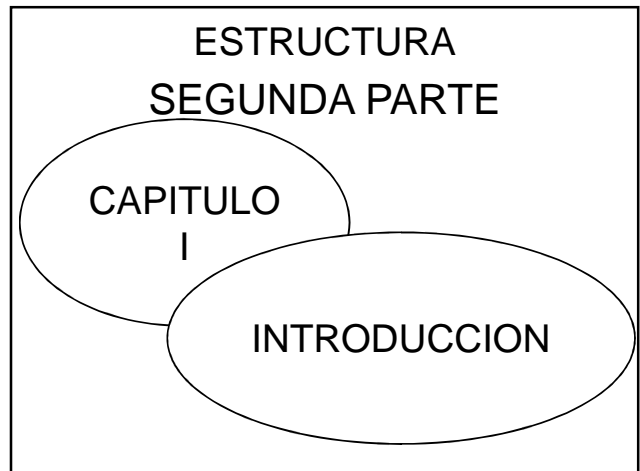 ESTRUCTURA
SEGUNDA PARTE
CAPITULO
I
INTRODUCCION